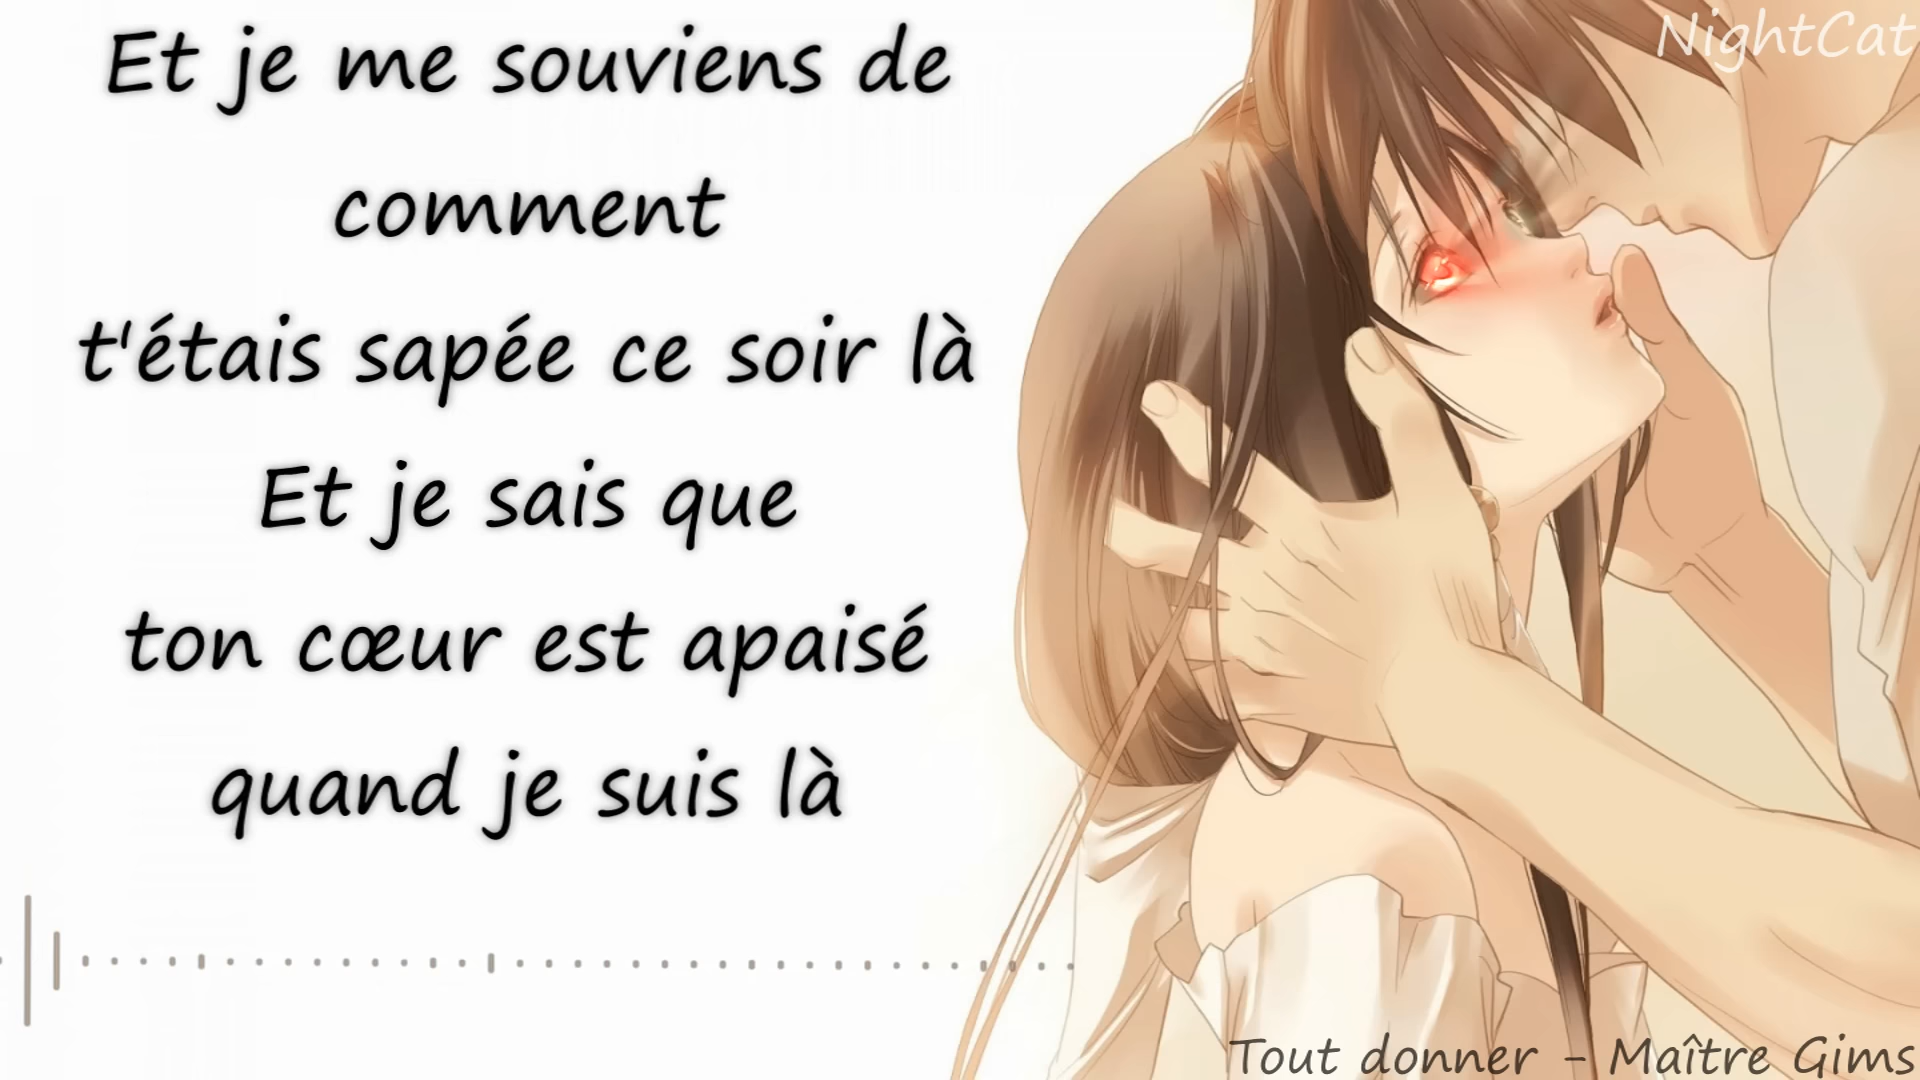 NightCat
Et je me souviens de
comment
t'étais sapée ce soir là
Et je sais que
ton cœur est apaisé
quand je suis là
Tout donner - Maître Gims